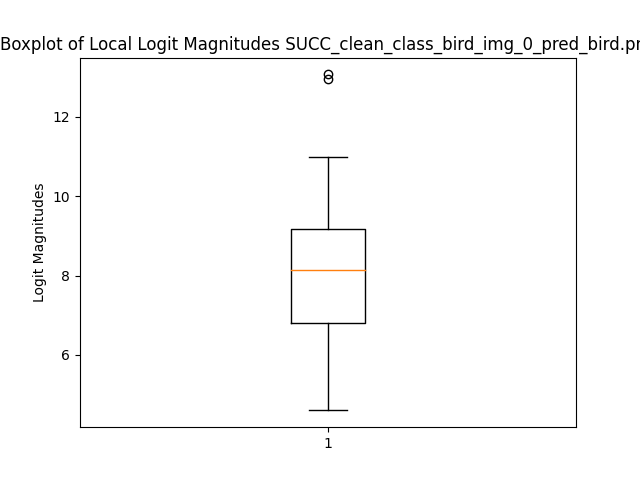 Boxplot of Local Logit Magnitudes SUCC_clean_class_bird_img_0_pred_bird.pr
12
10
8
6
Logit Magnitudes
1